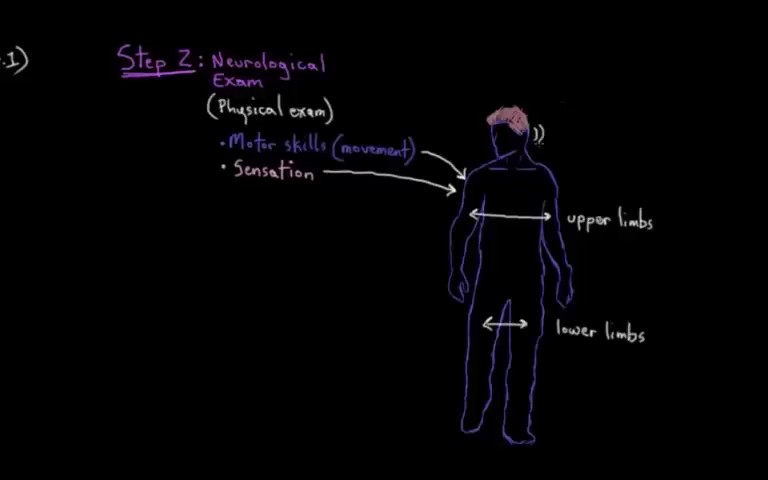 .1)
Step 2: Neurological
Exam
(Physical exam)
• Motor skills (movement)
• Sensation
upper limbs
lower limbs